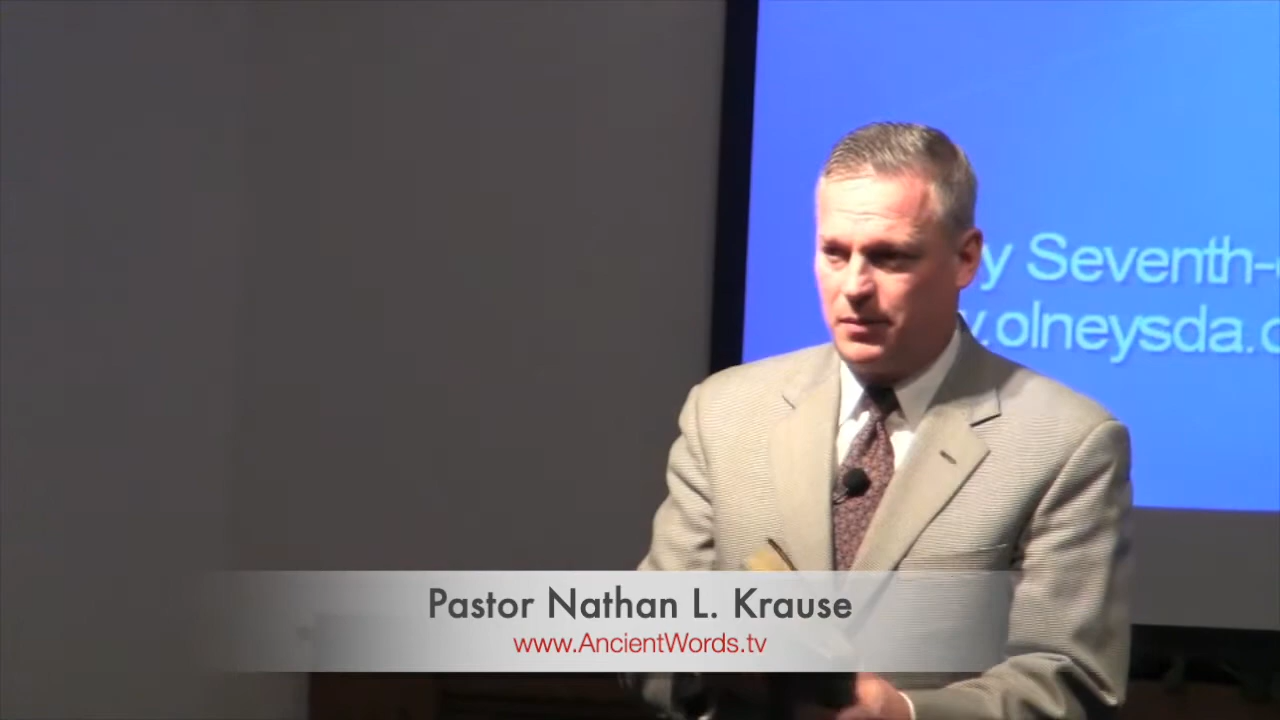 y Seventh-
.olneysda.
Pastor Nathan L. Krause
www.AncientWords.tv